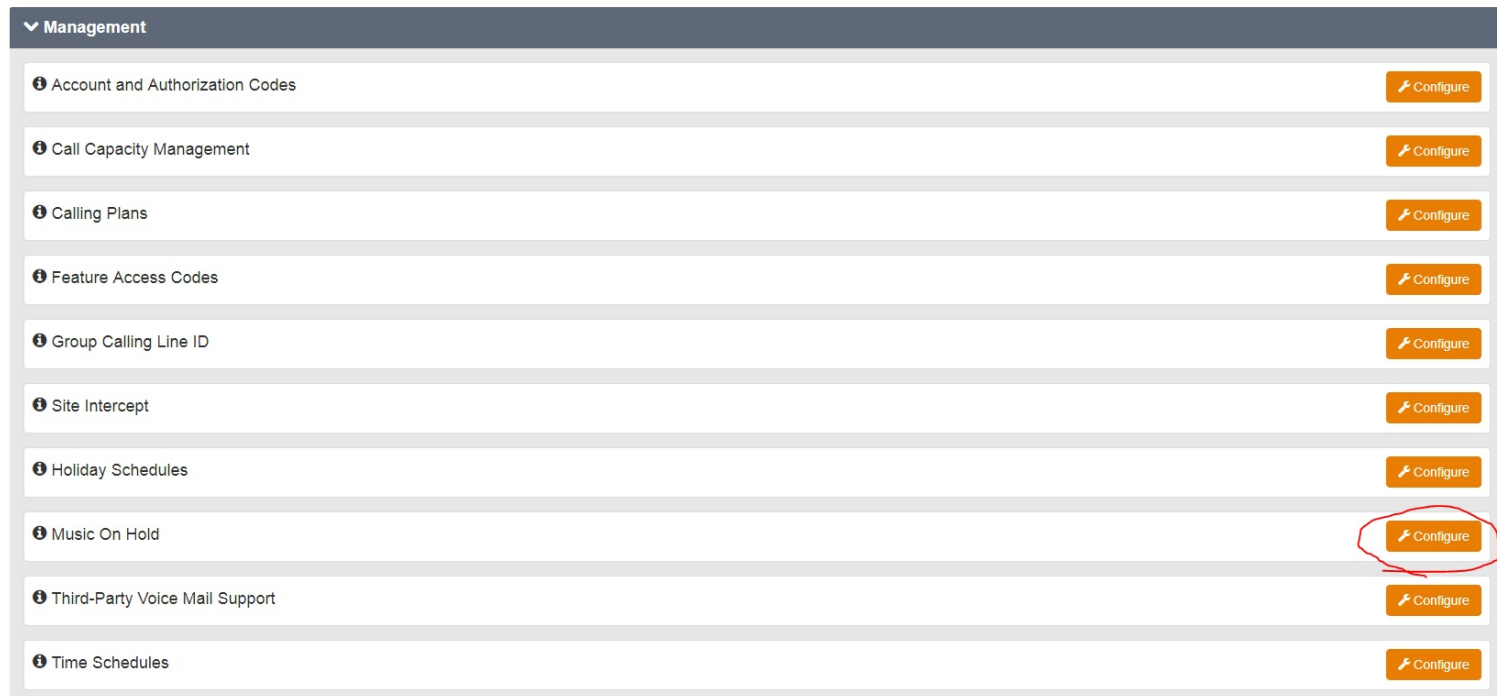 Management
Account and Authorization Codes
Configure
Call Capacity Management
Configure
Calling Plans
Configure
Feature Access Codes
Configure
Group Calling Line ID
Configure
Site Intercept
Configure
Holiday Schedules
Configure
Music On Hold
Configure
Third-Party Voice Mail Support
Configure
Time Schedules
Configure